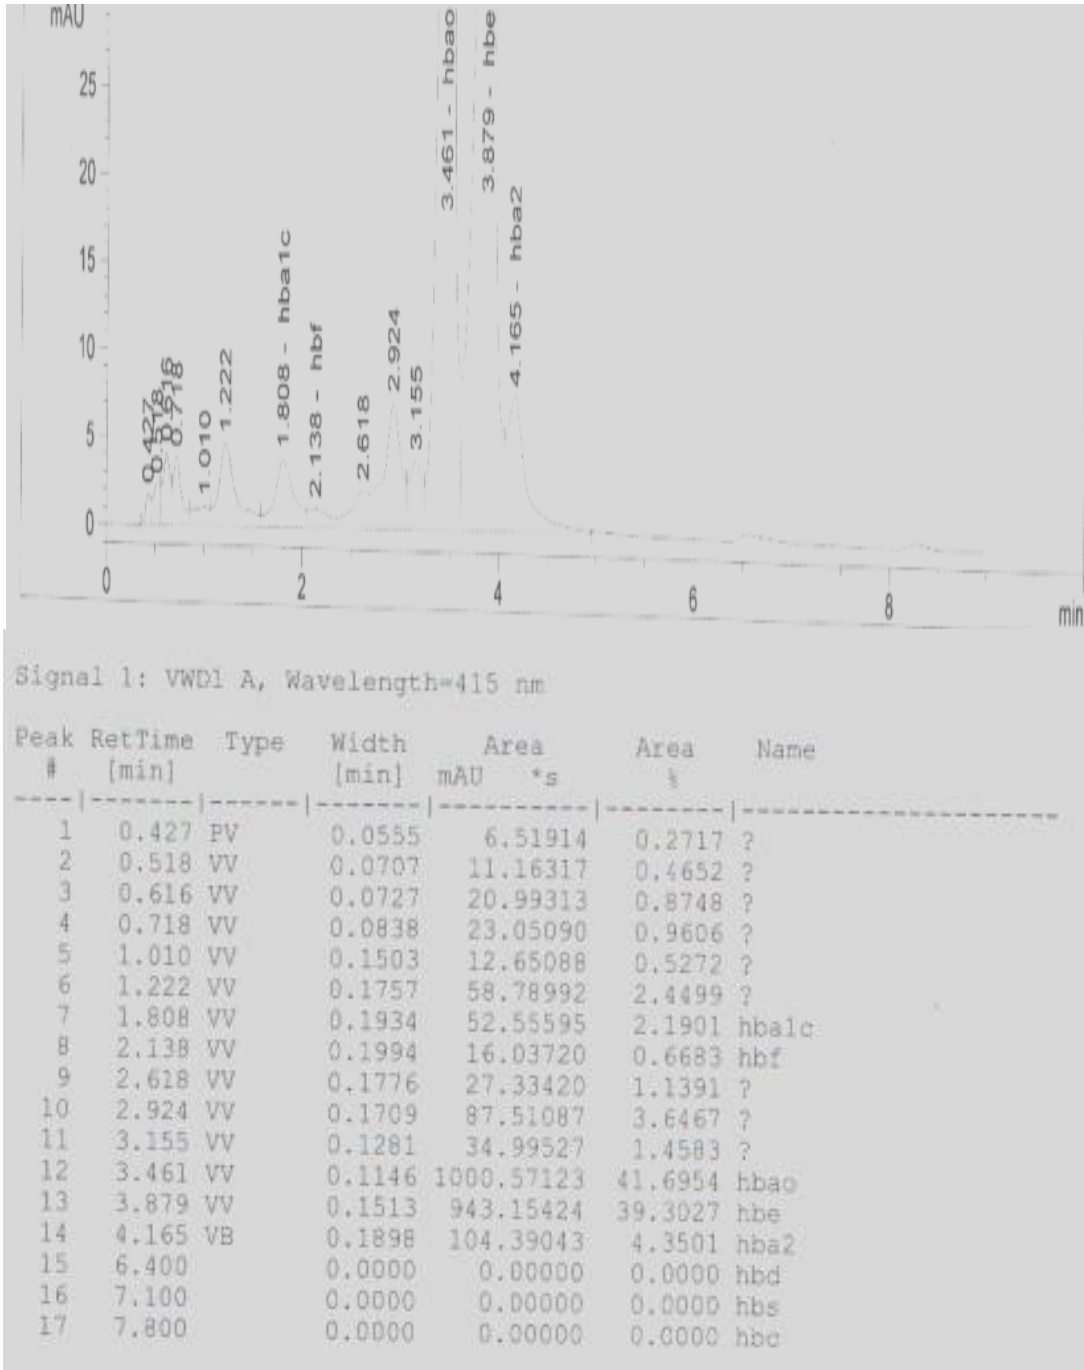 mAU
25
20
15
10
5
0
0.427
0.518
0.616
0.718
1.010
1.222
1.808 - hba1c
2.138 - hbf
2.618
2.924
3.155
3.461 - hbao
3.879 - hbe
4.165 - hba2
0 2 4 6 8 min
Signal 1: VWD1 A, Wavelength=415 nm
Peak RetTime Type Width Area Area Name
# [min] [min] mAU *s %
----|-------|------|-------|----------|--------|---------------------
1 0.427 PV 0.0555 6.51914 0.2717 ?
2 0.518 VV 0.0707 11.16317 0.4652 ?
3 0.616 VV 0.0727 20.99313 0.8748 ?
4 0.718 VV 0.0838 23.05090 0.9606 ?
5 1.010 VV 0.1503 12.65088 0.5272 ?
6 1.222 VV 0.1757 58.78992 2.4499 ?
7 1.808 VV 0.1934 52.55595 2.1901 hba1c
8 2.138 VV 0.1994 16.03720 0.6683 hbf
9 2.618 VV 0.1776 27.33420 1.1391 ?
10 2.924 VV 0.1709 87.51087 3.6467 ?
11 3.155 VV 0.1281 34.99527 1.4583 ?
12 3.461 VV 0.1146 1000.57123 41.6954 hbao
13 3.879 VV 0.1513 943.15424 39.3027 hbe
14 4.165 VB 0.1898 104.39043 4.3501 hba2
15 6.400 0.0000 0.00000 0.0000 hbd
16 7.100 0.0000 0.00000 0.0000 hbs
17 7.800 0.0000 0.00000 0.0000 hbc